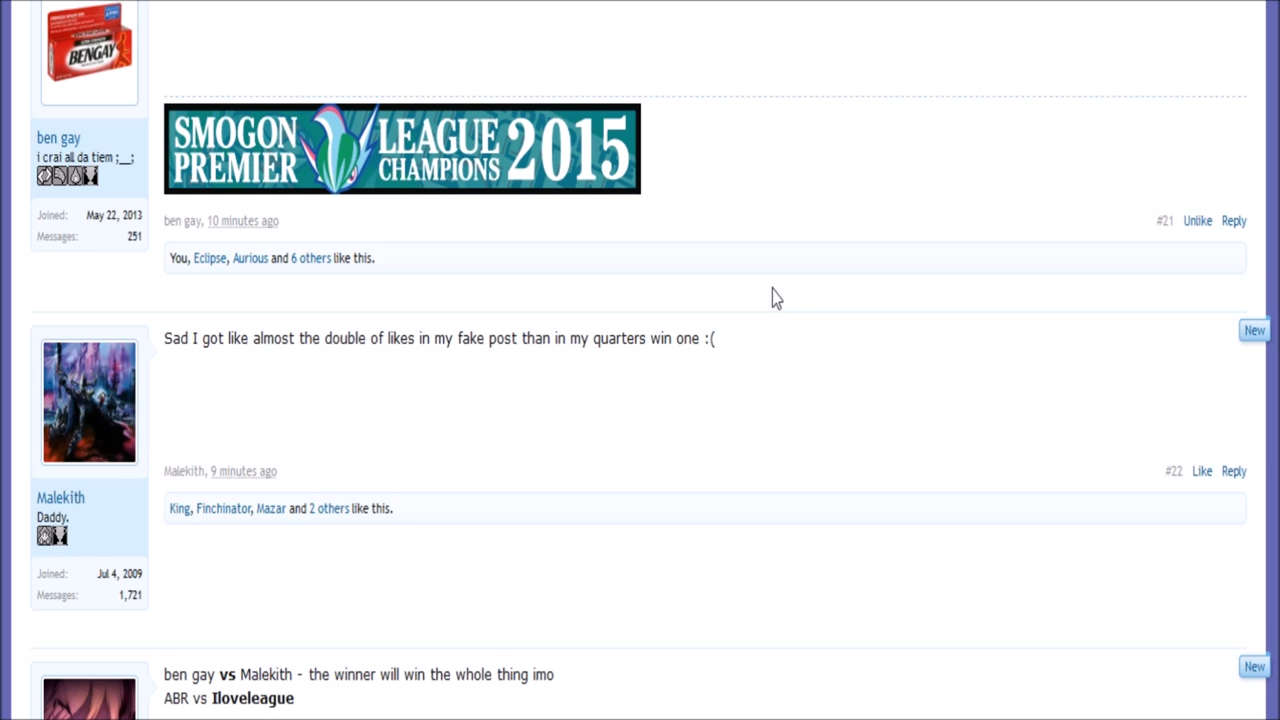 BENGAY
SMOGON PREMIER LEAGUE CHAMPIONS 2015
ben gay
i crai all da tiem ;__;
Joined: May 22, 2013
Messages: 251
ben gay, 10 minutes ago #21 Unlike Reply
You, Eclipse, Aurious and 6 others like this.
New
Sad I got like almost the double of likes in my fake post than in my quarters win one :(
Malekith, 9 minutes ago #22 Like Reply
King, Finchinator, Mazar and 2 others like this.
Malekith
Daddy.
Joined: Jul 4, 2009
Messages: 1,721
New
ben gay vs Malekith - the winner will win the whole thing imo
ABR vs Iloveleague